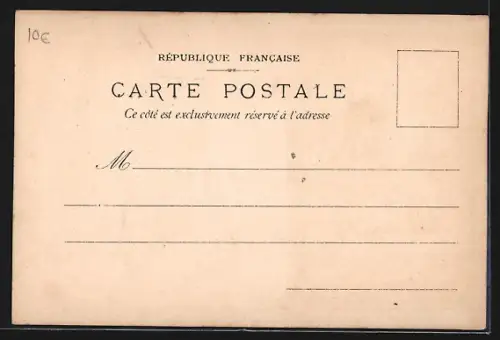 10€
RÉPUBLIQUE FRANÇAISE
CARTE POSTALE
Ce côté est exclusivement réservé à l'adresse
M